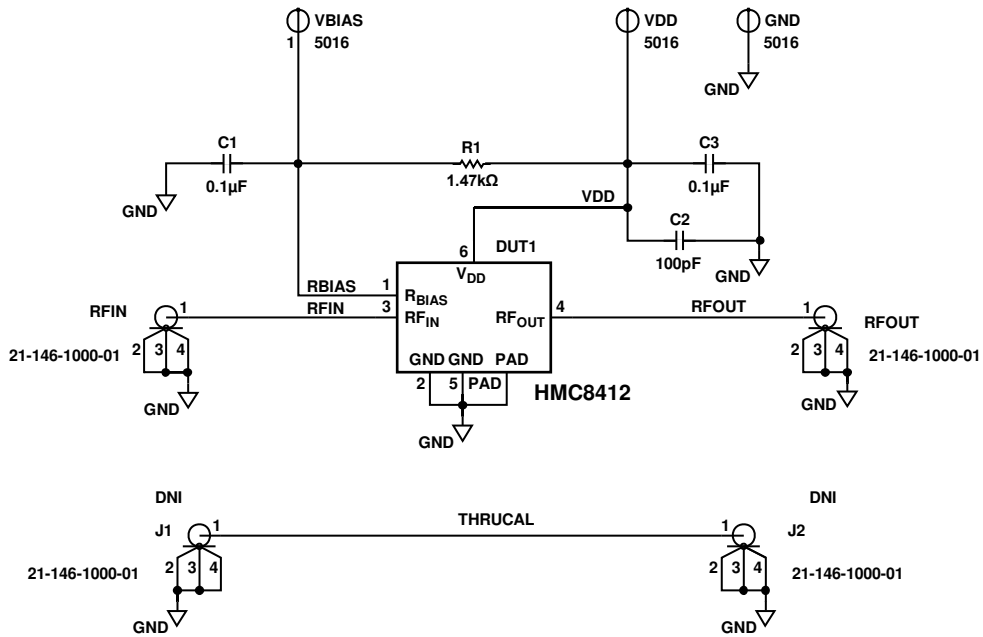 VBIAS
1
5016
VDD
5016
GND
5016
GND
C1
0.1µF
GND
R1
1.47kΩ
C3
0.1µF
VDD
C2
100pF
GND
6
DUT1
V_DD
RBIAS
1
R_BIAS
RFIN
3
RF_IN
RF_OUT
4
RFOUT
GND GND PAD
2 5 PAD
HMC8412
GND
RFIN
1
2 3 4
21-146-1000-01
GND
1
RFOUT
2 3 4
21-146-1000-01
GND
DNI
J1
1
THRUCAL
2 3 4
21-146-1000-01
GND
DNI
1
J2
2 3 4
21-146-1000-01
GND